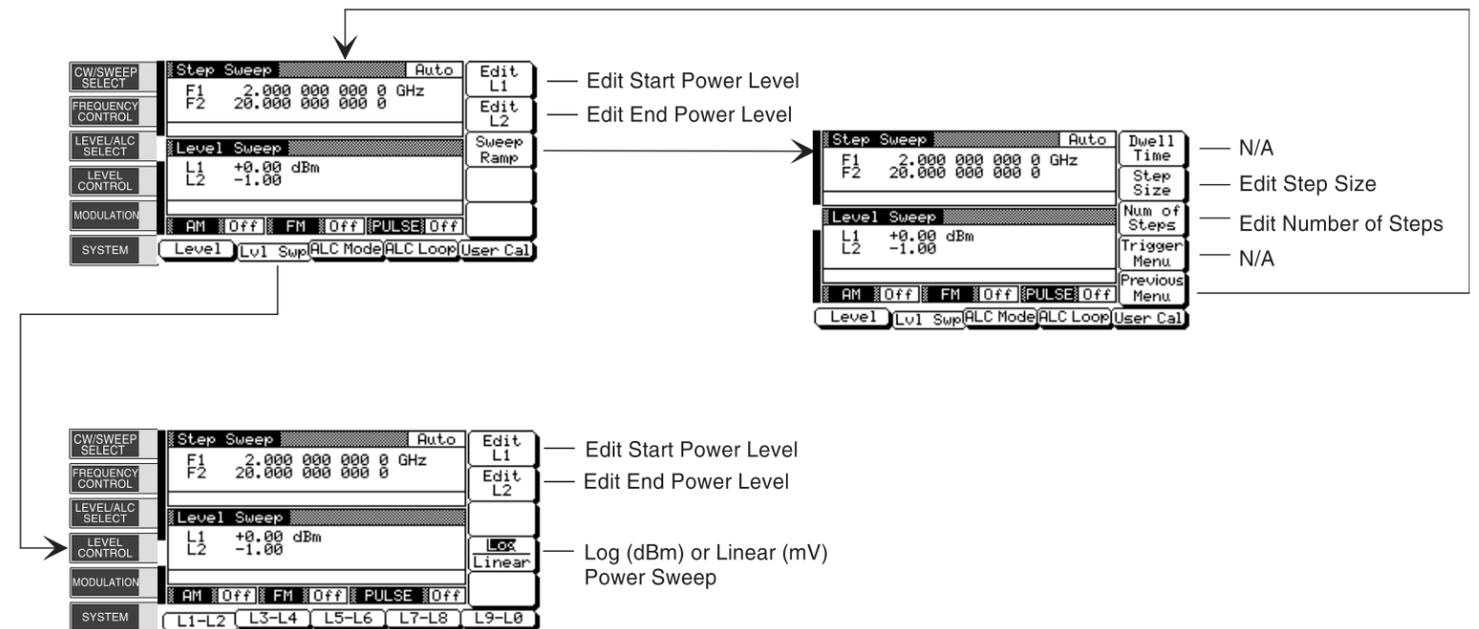 CW/SWEEP
SELECT
FREQUENCY
CONTROL
LEVEL/ALC
SELECT
LEVEL
CONTROL
MODULATION
SYSTEM
Step Sweep Auto
F1 2.000 000 000 0 GHz
F2 20.000 000 000 0
Level Sweep
L1 +0.00 dBm
L2 -1.00
AM Off FM Off PULSE Off
Level Lvl Swp ALC Mode ALC Loop User Cal
Edit
L1
Edit
L2
Sweep
Ramp
Edit Start Power Level
Edit End Power Level
Step Sweep Auto
F1 2.000 000 000 0 GHz
F2 20.000 000 000 0
Level Sweep
L1 +0.00 dBm
L2 -1.00
AM Off FM Off PULSE Off
Level Lvl Swp ALC Mode ALC Loop User Cal
Dwell
Time
Step
Size
Num of
Steps
Trigger
Menu
Previous
Menu
N/A
Edit Step Size
Edit Number of Steps
N/A
CW/SWEEP
SELECT
FREQUENCY
CONTROL
LEVEL/ALC
SELECT
LEVEL
CONTROL
MODULATION
SYSTEM
Step Sweep Auto
F1 2.000 000 000 0 GHz
F2 20.000 000 000 0
Level Sweep
L1 +0.00 dBm
L2 -1.00
AM Off FM Off PULSE Off
L1-L2 L3-L4 L5-L6 L7-L8 L9-L0
Edit
L1
Edit
L2
Log
Linear
Edit Start Power Level
Edit End Power Level
Log (dBm) or Linear (mV)
Power Sweep